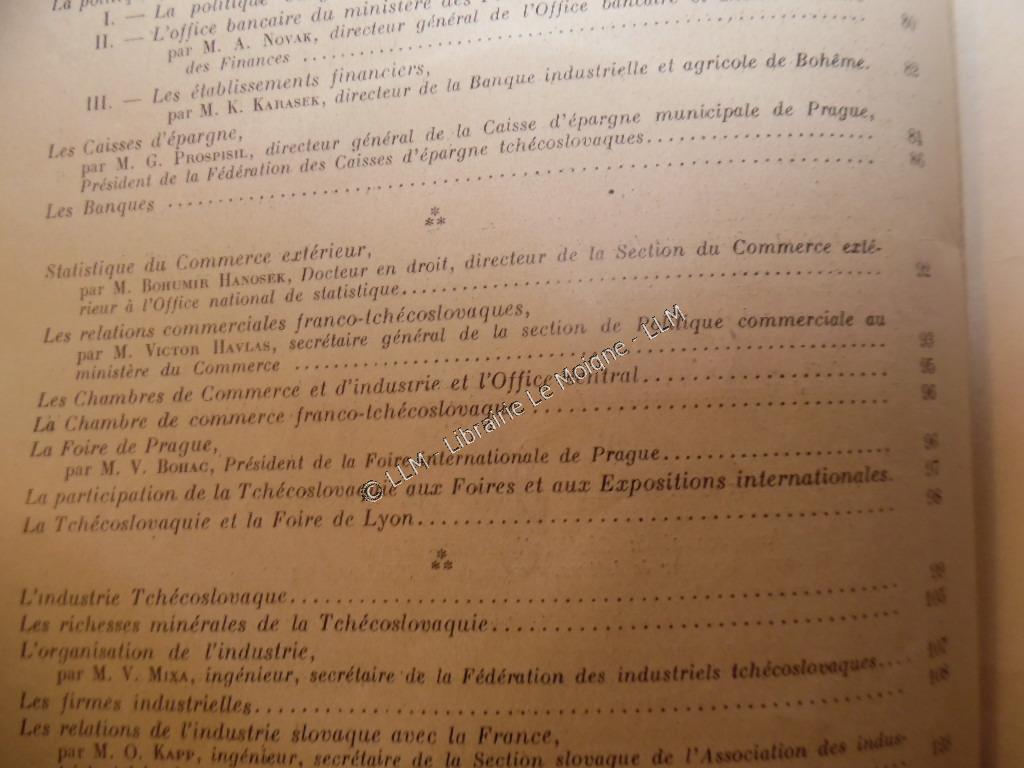 La
I. — La politique
II. — L'office bancaire du ministère des
par M. A. NOVAK, directeur général de l'Office bancaire
des Finances ........ 80
III. — Les établissements financiers,
par M. K. KARASEK, directeur de la Banque industrielle et agricole de Bohême. 82
Les Caisses d'épargne,
par M. G. PROSPISIL, directeur général de la Caisse d'épargne municipale de Prague,
Président de la Fédération des Caisses d'épargne tchécoslovaques........ 84
Les Banques ........ 86
***
Statistique du Commerce extérieur,
par M. BOHUMIR HANOSEK, Docteur en droit, directeur de la Section du Commerce exté-
rieur à l'Office national de statistique........ 92
Les relations commerciales franco-tchécoslovaques,
par M. VICTOR HAVLAS, secrétaire général de la section de Politique commerciale au
ministère du Commerce ........ 93
Les Chambres de Commerce et d'industrie et l'Office Central........ 95
La Chambre de commerce franco-tchécoslovaque........ 96
La Foire de Prague,
par M. V. BOHAC, Président de la Foire Internationale de Prague........ 96
La participation de la Tchécoslovaquie aux Foires et aux Expositions internationales. 97
La Tchécoslovaquie et la Foire de Lyon........ 98
***
L'industrie Tchécoslovaque........ 98
Les richesses minérales de la Tchécoslovaquie........ 105
L'organisation de l'industrie,
par M. V. MIXA, ingénieur, secrétaire de la Fédération des industriels tchécoslovaques.... 107
Les firmes industrielles........ 108
Les relations de l'industrie slovaque avec la France,
par M. O. KAPP, ingénieur, secrétaire de la Section slovaque de l'Association des indus-
© LLM - Librairie Le Moigne - LLM